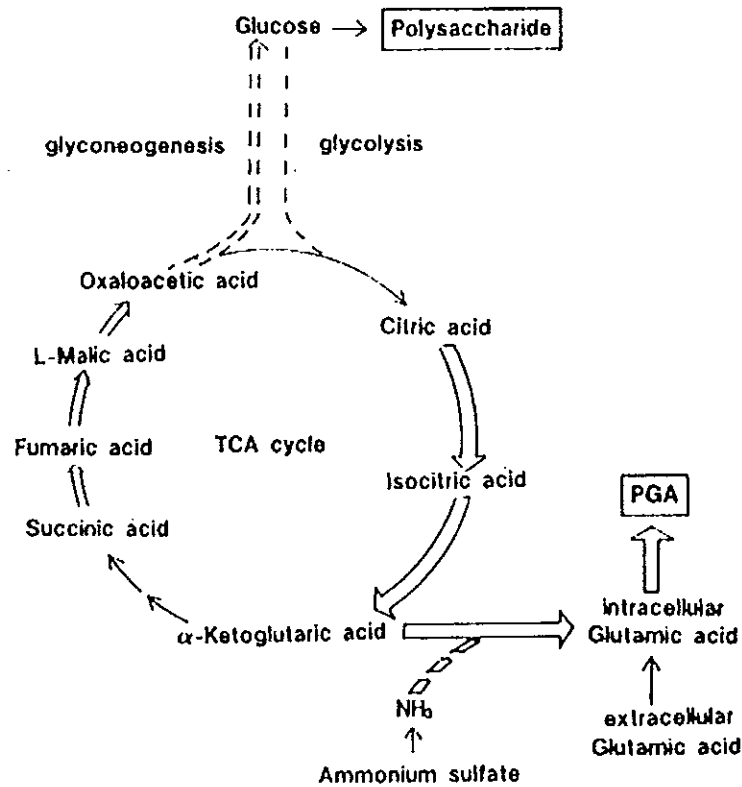 Glucose
Polysaccharide
glyconeogenesis
glycolysis
Oxaloacetic acid
Citric acid
L-Malic acid
Fumaric acid
TCA cycle
Isocitric acid
PGA
Succinic acid
intracellular
Glutamic acid
α-Ketoglutaric acid
NH₃
extracellular
Glutamic acid
Ammonium sulfate